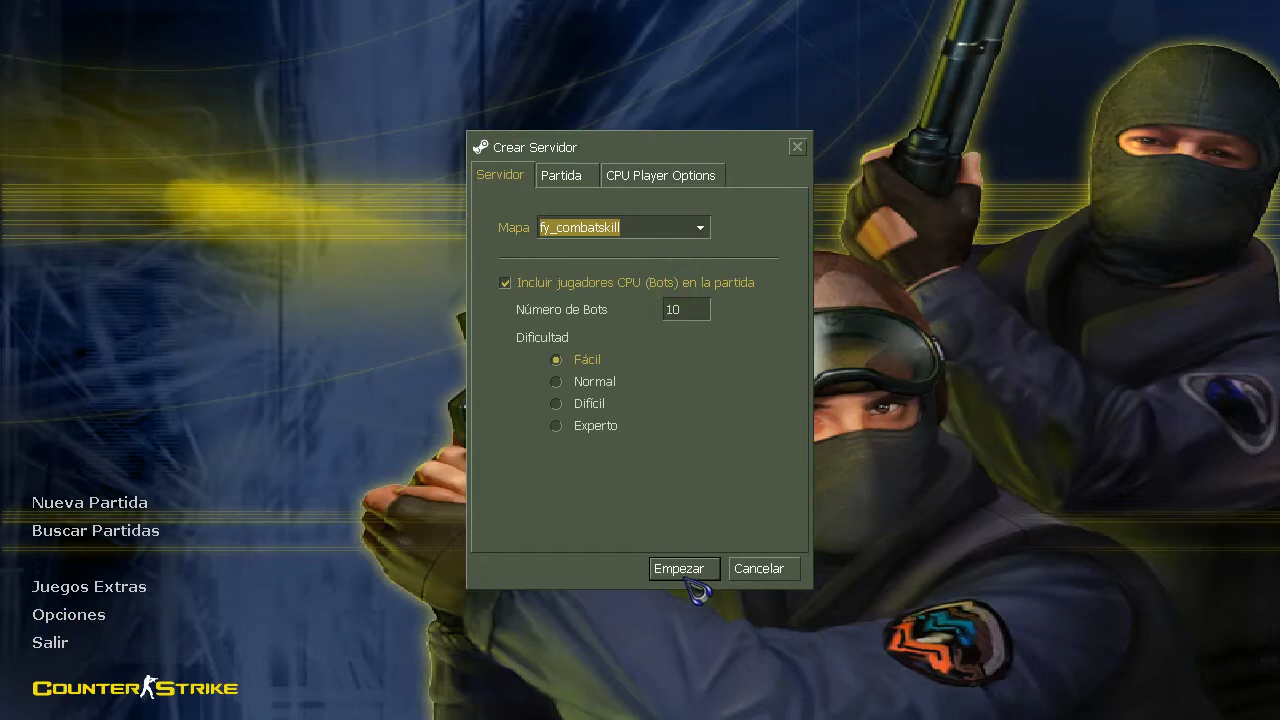 Crear Servidor
Servidor
Partida
CPU Player Options
Mapa
fy_combatskill
Incluir jugadores CPU (Bots) en la partida
Número de Bots
10
Dificultad
Fácil
Normal
Difícil
Experto
Empezar
Cancelar
Nueva Partida
Buscar Partidas
Juegos Extras
Opciones
Salir
COUNTER STRIKE